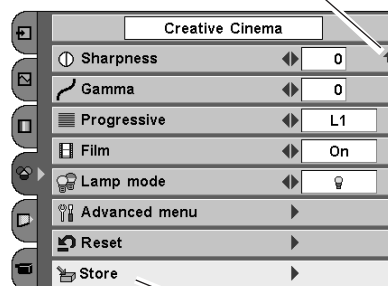 Creative Cinema
Sharpness 0
Gamma 0
Progressive L1
Film On
Lamp mode
Advanced menu
Reset
Store